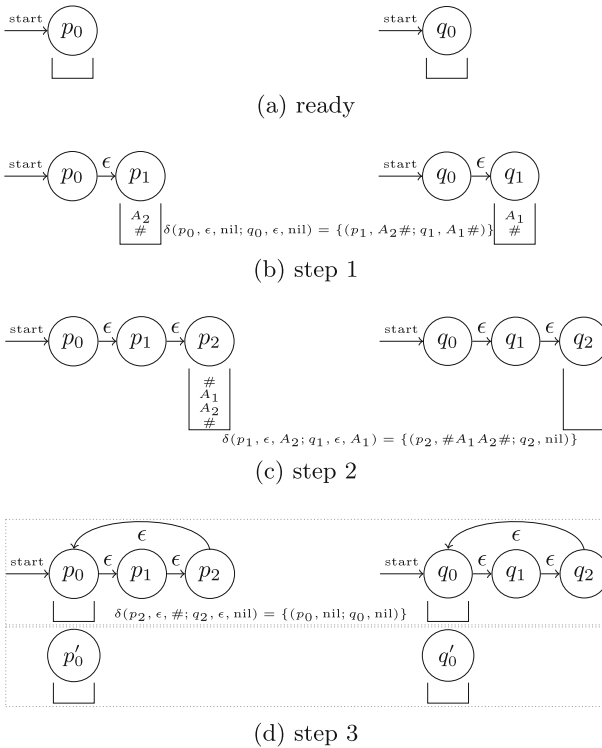 start p₀ start q₀
(a) ready
start p₀ ϵ p₁ start q₀ ϵ q₁
A₂ A₁
# δ(p₀, ϵ, nil; q₀, ϵ, nil) = {(p₁, A₂#; q₁, A₁#)} #
(b) step 1
start p₀ ϵ p₁ ϵ p₂ start q₀ ϵ q₁ ϵ q₂
#
A₁
A₂
#
δ(p₁, ϵ, A₂; q₁, ϵ, A₁) = {(p₂, #A₁A₂#; q₂, nil)}
(c) step 2
ϵ ϵ
start p₀ ϵ p₁ ϵ p₂ start q₀ ϵ q₁ ϵ q₂
δ(p₂, ϵ, #; q₂, ϵ, nil) = {(p₀, nil; q₀, nil)}
p′₀ q′₀
(d) step 3